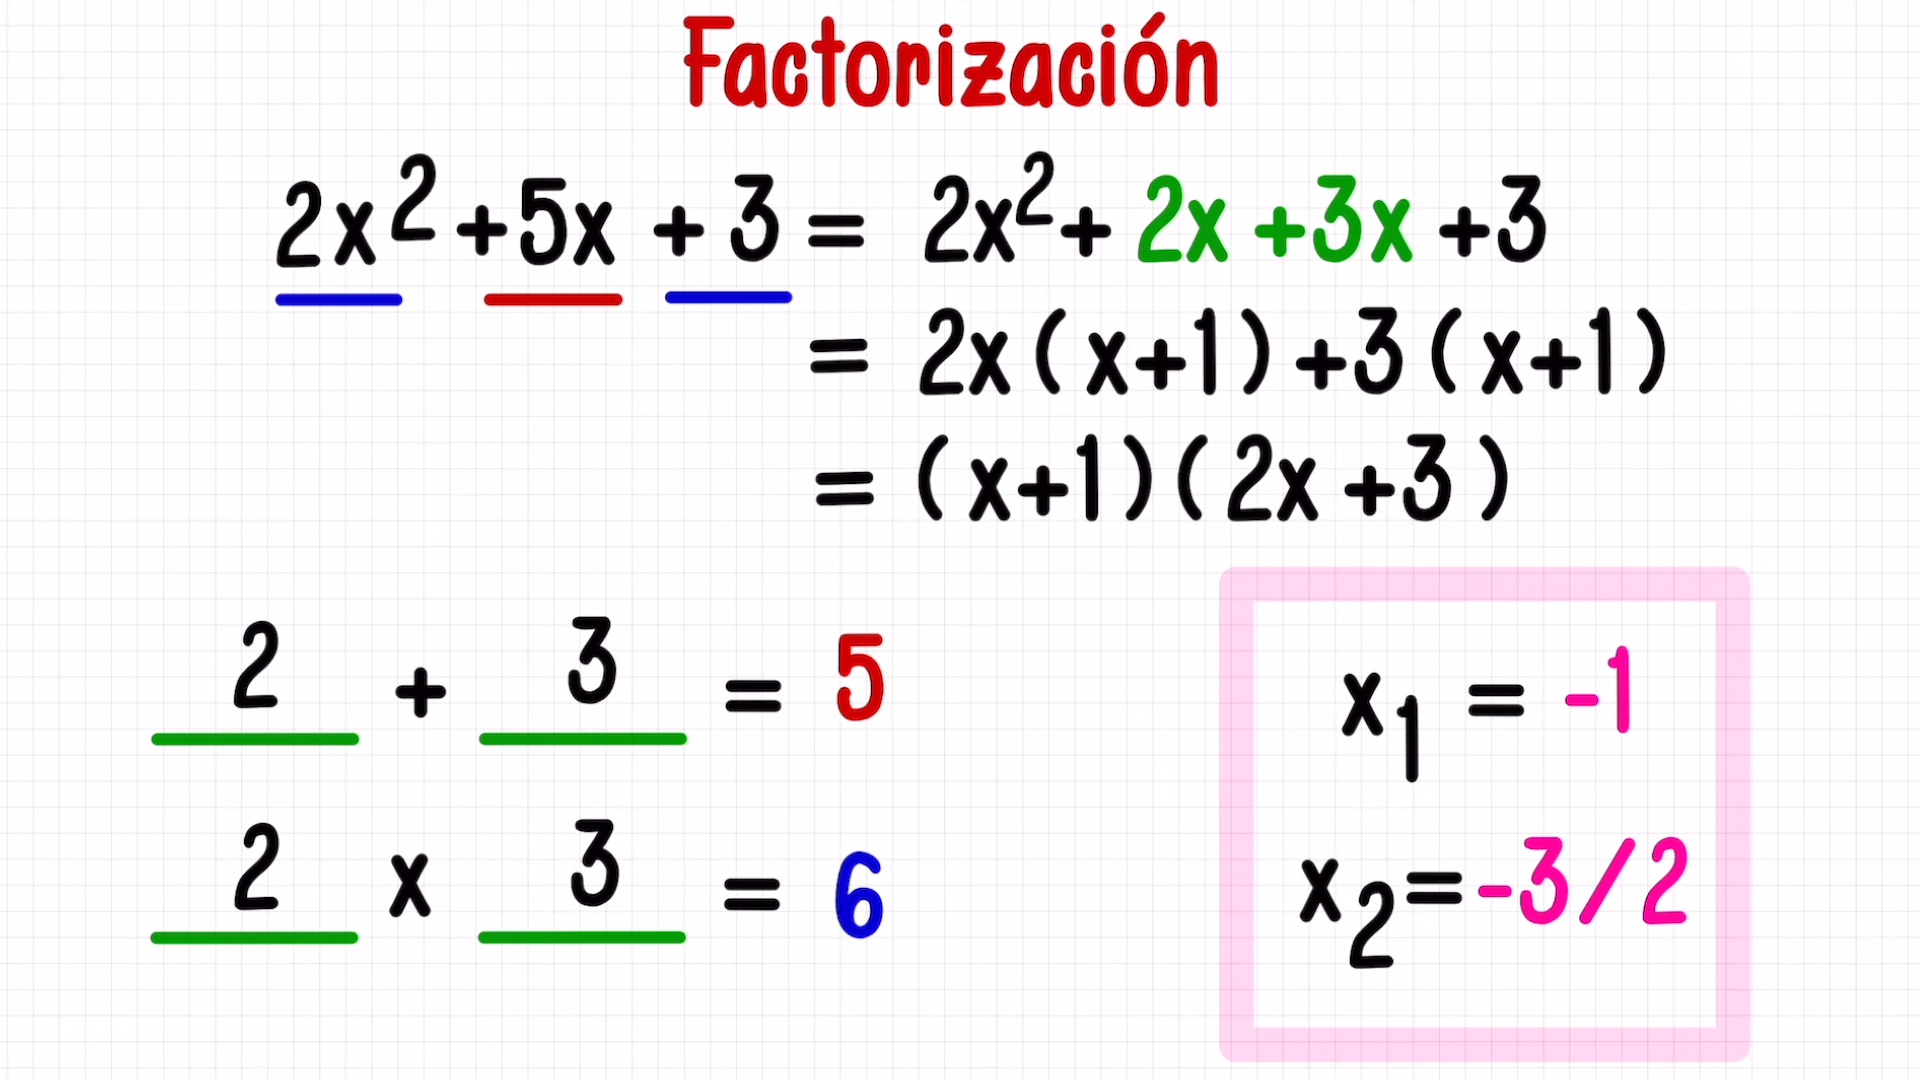 Factorización
2x² + 5x + 3 = 2x² + 2x + 3x + 3
= 2x(x+1) + 3(x+1)
= (x+1)(2x+3)
2 + 3 = 5
2 x 3 = 6
x₁ = -1
x₂ = -3/2